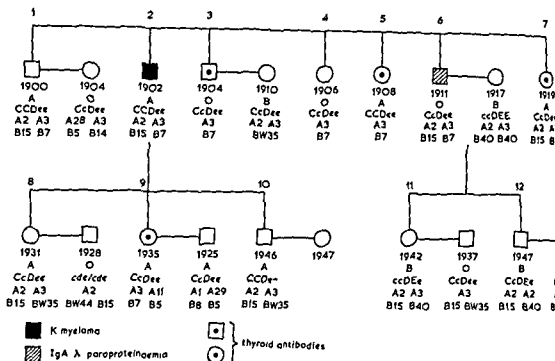 1 2 3 4 5 6 7
1900 1904 1902 1904 1910 1906 1908 1911 1917 1919
A O A O B O A O B A
CCDee CcDee CCDee CcDee CcDee CcDee CCDee CcDee ccDEE
A2 A3 A28 A3 A2 A3 A3 A3 A3 A3 A2 A3 A2 A3 A2
B15 B7 B5 B14 B15 B7 B7 BW35 B7 B7 B15 B7 B40 B40
8 9 10 11 12
1931 1928 1935 1925 1946 1947 1942 1937 1947
A O A A A B O B
CcDee cde/cde CcDee CcDee ccDEe CcDee CcDEe
A2 A3 A2 A3 A11 A1 A29 A2 A3 A2 A3 A2 A3 A2 A2
B15 BW35 BW44 B15 B7 B5 B8 B5 B15 BW35 B15 B40 B15 BW35 B15 B40
K myeloma
IgA λ paraproteinaemia
thyroid antibodies